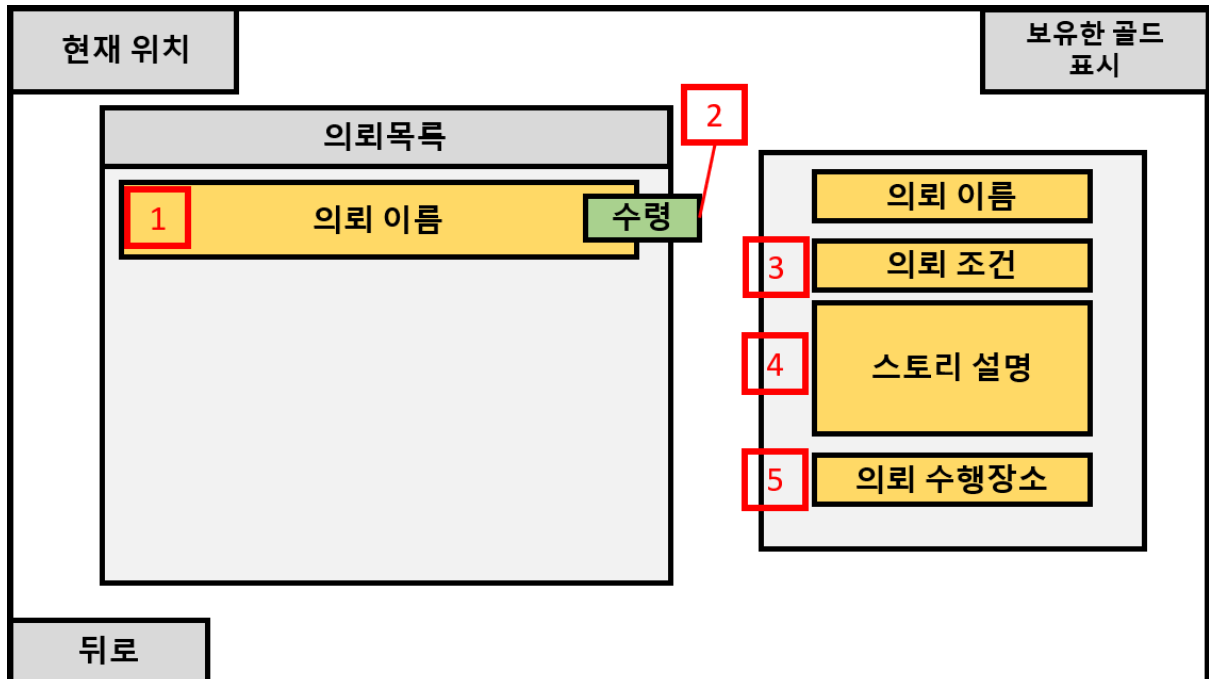 현재 위치
보유한 골드
표시
의뢰목록
2
1
의뢰 이름
수령
의뢰 이름
3
의뢰 조건
4
스토리 설명
5
의뢰 수행장소
뒤로